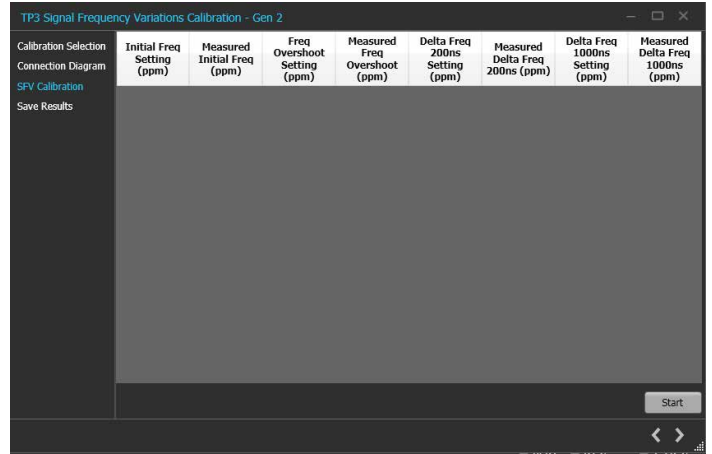 TP3 Signal Frequency Variations Calibration - Gen 2
Calibration Selection
Connection Diagram
SFV Calibration
Save Results
Initial Freq
Setting
(ppm)
Measured
Initial Freq
(ppm)
Freq
Overshoot
Setting
(ppm)
Measured
Freq
Overshoot
(ppm)
Delta Freq
200ns
Setting
(ppm)
Measured
Delta Freq
200ns (ppm)
Delta Freq
1000ns
Setting
(ppm)
Measured
Delta Freq
1000ns
(ppm)
Start